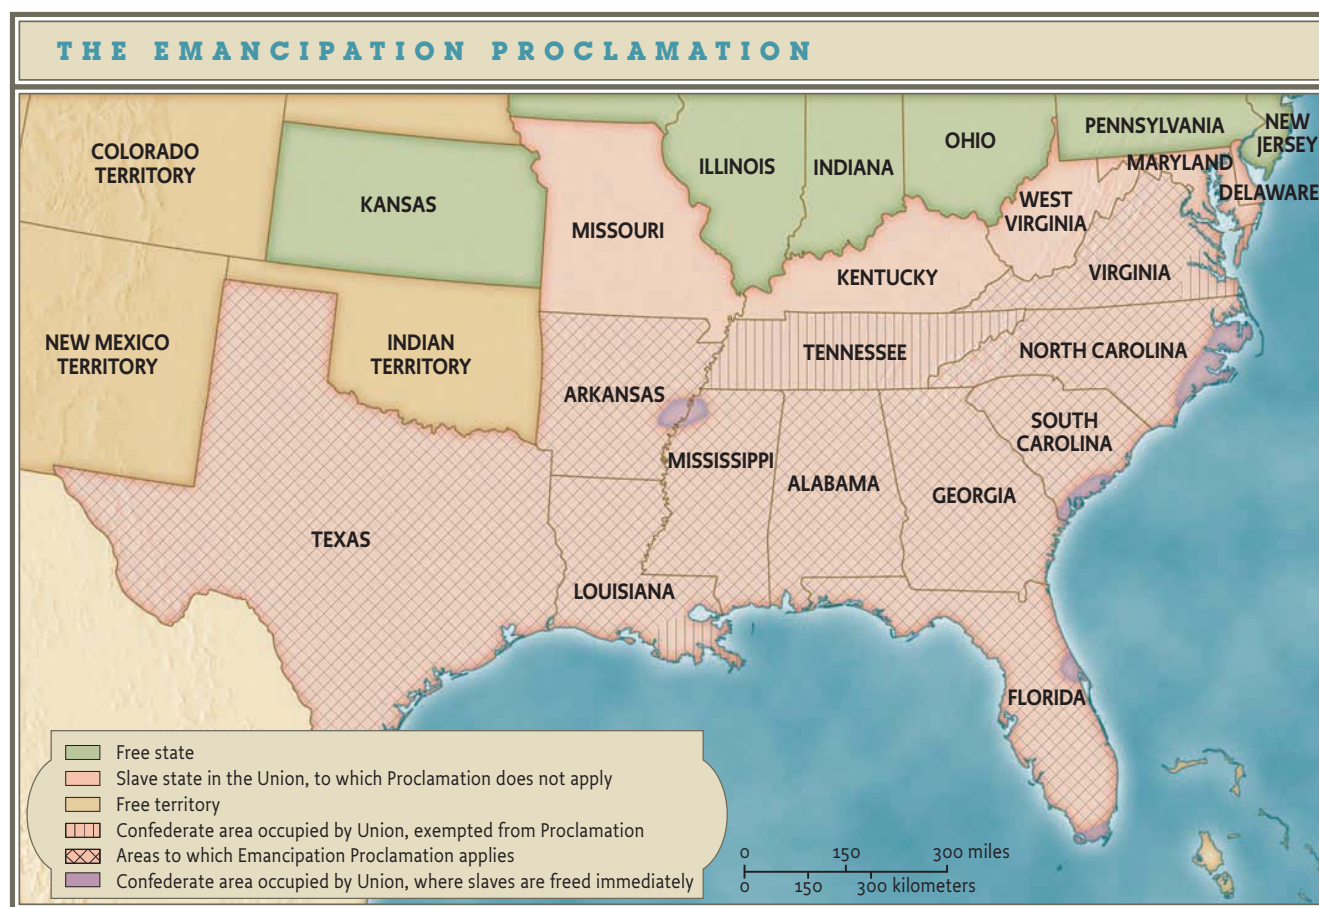 THE EMANCIPATION PROCLAMATION
COLORADO
TERRITORY
KANSAS
MISSOURI
ILLINOIS
INDIANA
OHIO
PENNSYLVANIA
NEW
JERSEY
MARYLAND
DELAWARE
WEST
VIRGINIA
VIRGINIA
KENTUCKY
NEW MEXICO
TERRITORY
INDIAN
TERRITORY
TENNESSEE
NORTH CAROLINA
ARKANSAS
SOUTH
CAROLINA
MISSISSIPPI
ALABAMA
GEORGIA
TEXAS
LOUISIANA
FLORIDA
Free state
Slave state in the Union, to which Proclamation does not apply
Free territory
Confederate area occupied by Union, exempted from Proclamation
Areas to which Emancipation Proclamation applies
Confederate area occupied by Union, where slaves are freed immediately
0 150 300 miles
0 150 300 kilometers